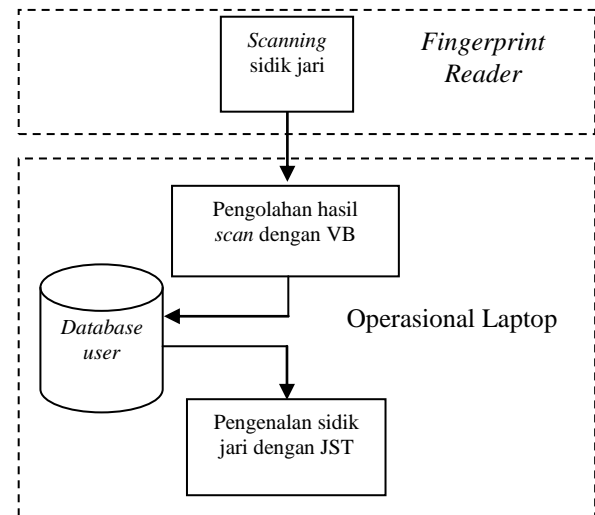 Scanning
sidik jari
Fingerprint
Reader
Pengolahan hasil
scan dengan VB
Database
user
Operasional Laptop
Pengenalan sidik
jari dengan JST